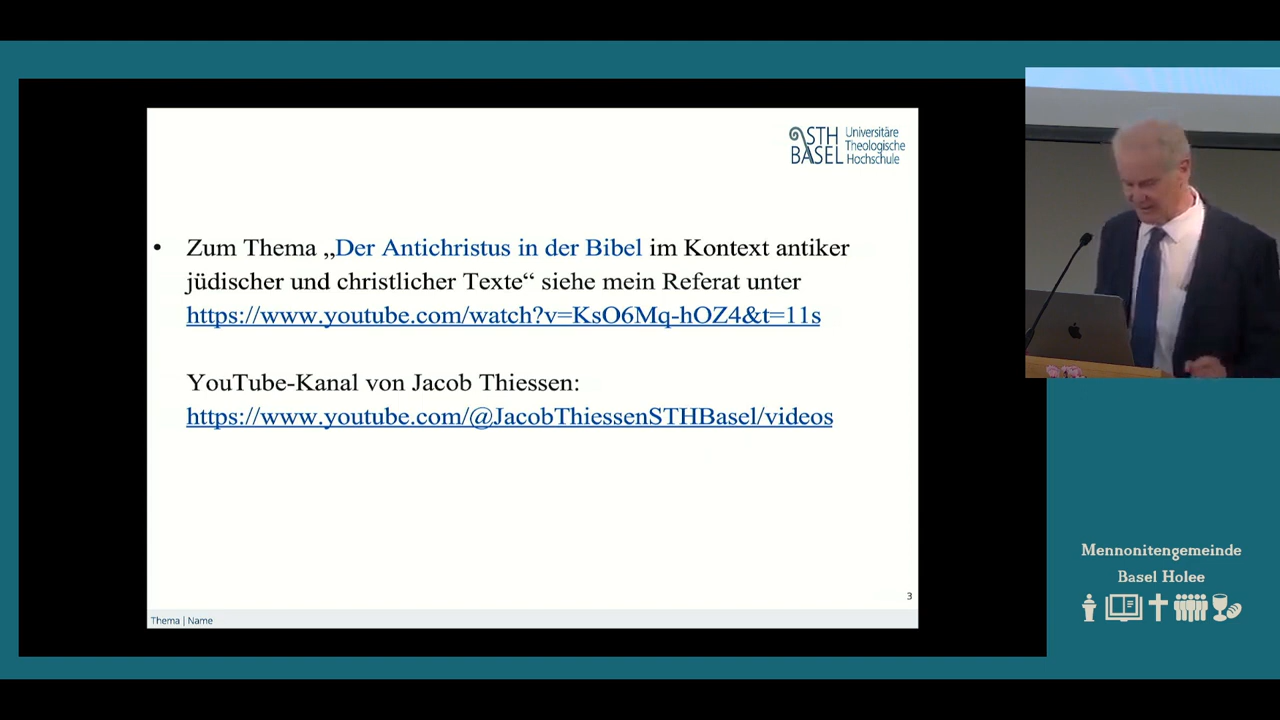 STH
BASEL
Universitäre
Theologische
Hochschule
• Zum Thema „Der Antichristus in der Bibel im Kontext antiker
jüdischer und christlicher Texte“ siehe mein Referat unter
https://www.youtube.com/watch?v=KsO6Mq-hOZ4&t=11s
YouTube-Kanal von Jacob Thiessen:
https://www.youtube.com/@JacobThiessenSTHBasel/videos
3
Thema | Name
Mennonitengemeinde
Basel Holee